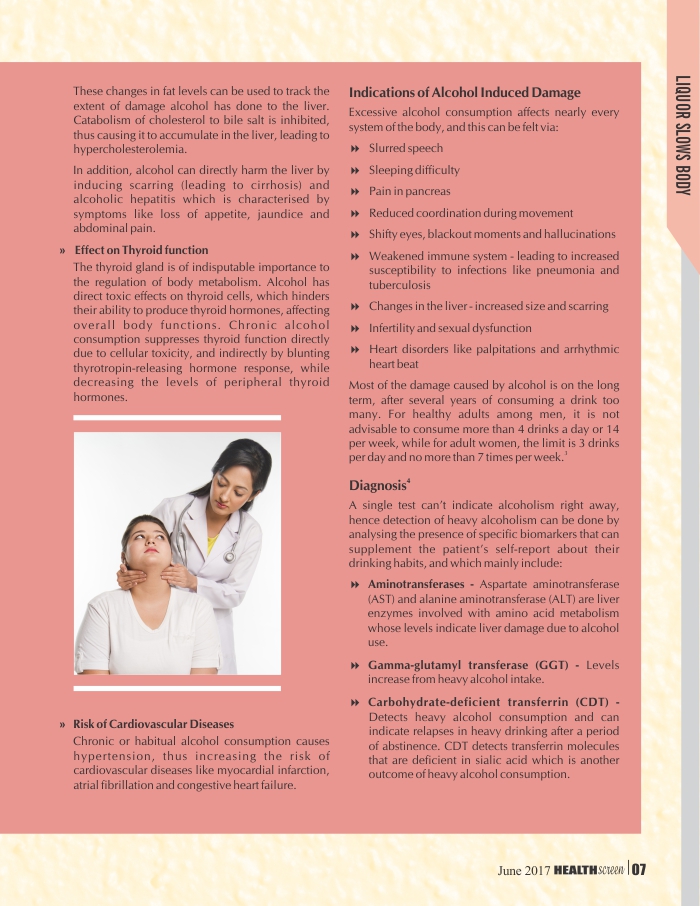 These changes in fat levels can be used to track the
extent of damage alcohol has done to the liver.
Catabolism of cholesterol to bile salt is inhibited,
thus causing it to accumulate in the liver, leading to
hypercholesterolemia.
In addition, alcohol can directly harm the liver by
inducing scarring (leading to cirrhosis) and
alcoholic hepatitis which is characterised by
symptoms like loss of appetite, jaundice and
abdominal pain.
» Effect on Thyroid function
The thyroid gland is of indisputable importance to
the regulation of body metabolism. Alcohol has
direct toxic effects on thyroid cells, which hinders
their ability to produce thyroid hormones, affecting
overall body functions. Chronic alcohol
consumption suppresses thyroid function directly
due to cellular toxicity, and indirectly by blunting
thyrotropin-releasing hormone response, while
decreasing the levels of peripheral thyroid
hormones.
» Risk of Cardiovascular Diseases
Chronic or habitual alcohol consumption causes
hypertension, thus increasing the risk of
cardiovascular diseases like myocardial infarction,
atrial fibrillation and congestive heart failure.
Indications of Alcohol Induced Damage
Excessive alcohol consumption affects nearly every
system of the body, and this can be felt via:
Slurred speech
Sleeping difficulty
Pain in pancreas
Reduced coordination during movement
Shifty eyes, blackout moments and hallucinations
Weakened immune system - leading to increased
susceptibility to infections like pneumonia and
tuberculosis
Changes in the liver - increased size and scarring
Infertility and sexual dysfunction
Heart disorders like palpitations and arrhythmic
heart beat
Most of the damage caused by alcohol is on the long
term, after several years of consuming a drink too
many. For healthy adults among men, it is not
advisable to consume more than 4 drinks a day or 14
per week, while for adult women, the limit is 3 drinks
per day and no more than 7 times per week.³
Diagnosis⁴
A single test can't indicate alcoholism right away,
hence detection of heavy alcoholism can be done by
analysing the presence of specific biomarkers that can
supplement the patient's self-report about their
drinking habits, and which mainly include:
Aminotransferases - Aspartate aminotransferase
(AST) and alanine aminotransferase (ALT) are liver
enzymes involved with amino acid metabolism
whose levels indicate liver damage due to alcohol
use.
Gamma-glutamyl transferase (GGT) - Levels
increase from heavy alcohol intake.
Carbohydrate-deficient transferrin (CDT) -
Detects heavy alcohol consumption and can
indicate relapses in heavy drinking after a period
of abstinence. CDT detects transferrin molecules
that are deficient in sialic acid which is another
outcome of heavy alcohol consumption.
LIQUOR SLOWS BODY
June 2017 HEALTHscreen 07